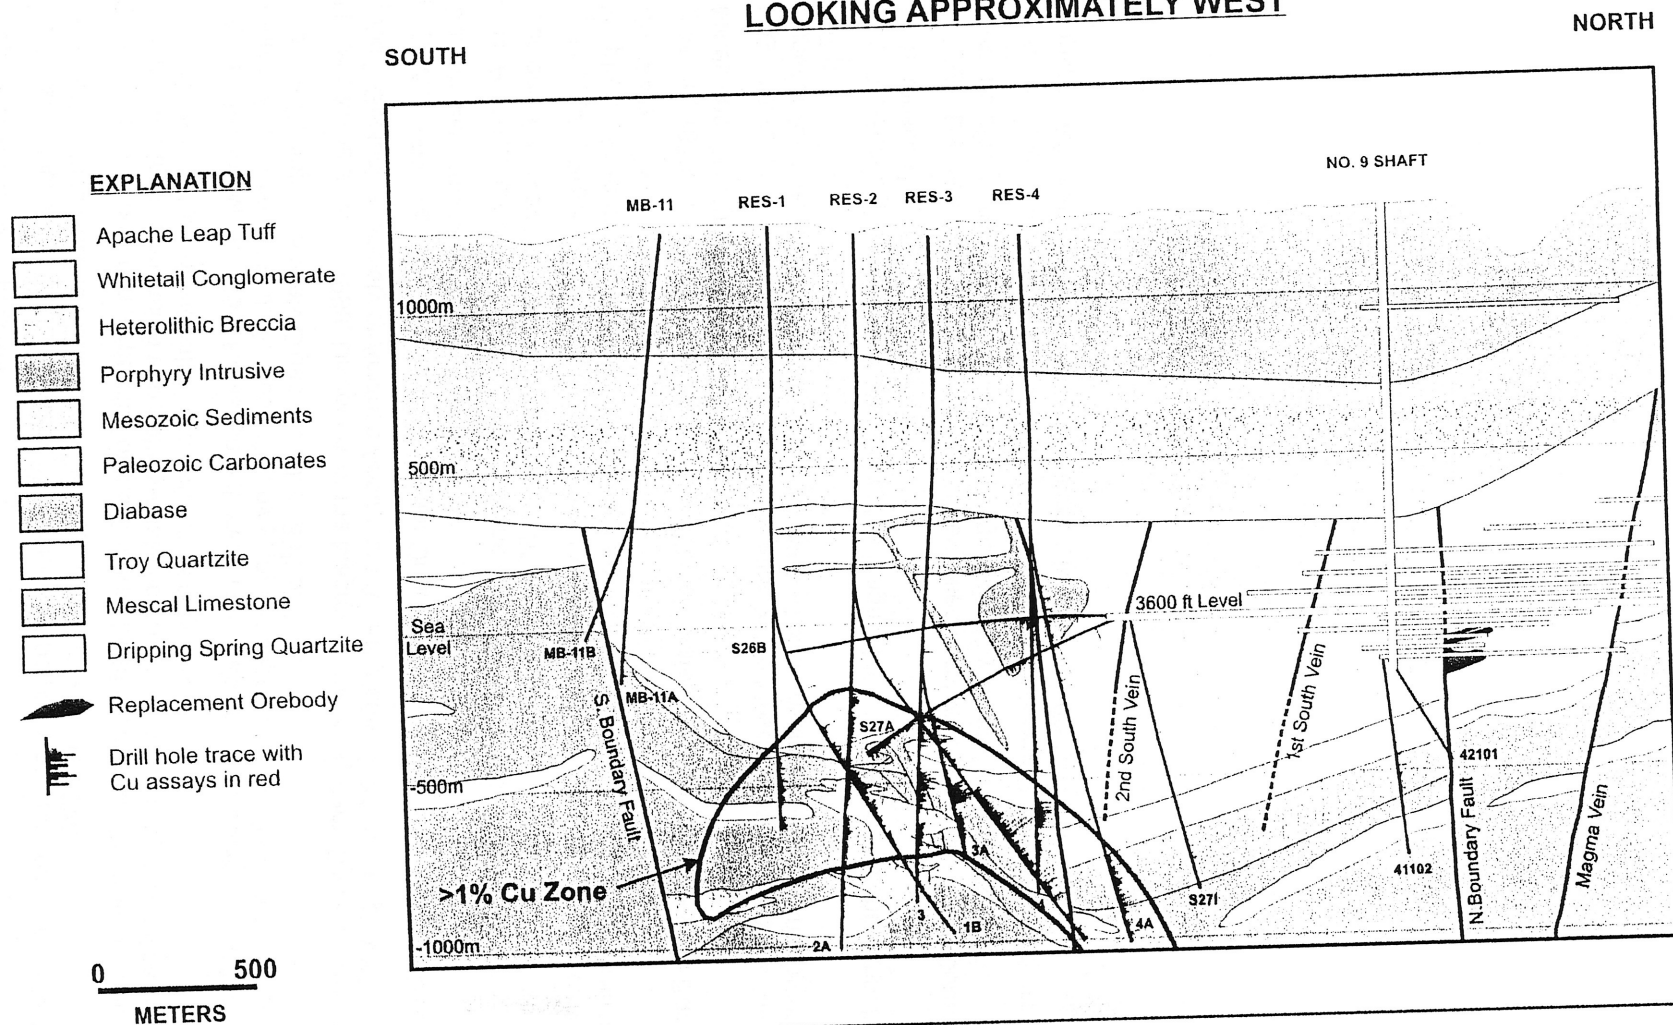 LOOKING APPROXIMATELY WEST
SOUTH
NORTH
EXPLANATION
Apache Leap Tuff
Whitetail Conglomerate
Heterolithic Breccia
Porphyry Intrusive
Mesozoic Sediments
Paleozoic Carbonates
Diabase
Troy Quartzite
Mescal Limestone
Dripping Spring Quartzite
Replacement Orebody
Drill hole trace with
Cu assays in red
0 500
METERS
MB-11
RES-1
RES-2
RES-3
RES-4
NO. 9 SHAFT
1000m
500m
Sea
Level
-500m
-1000m
MB-11B
MB-11A
S. Boundary Fault
S26B
S27A
3600 ft Level
2nd South Vein
1st South Vein
42101
41102
N.Boundary Fault
Magma Vein
>1% Cu Zone
3A
3
1B
2A
4
4A
S27I